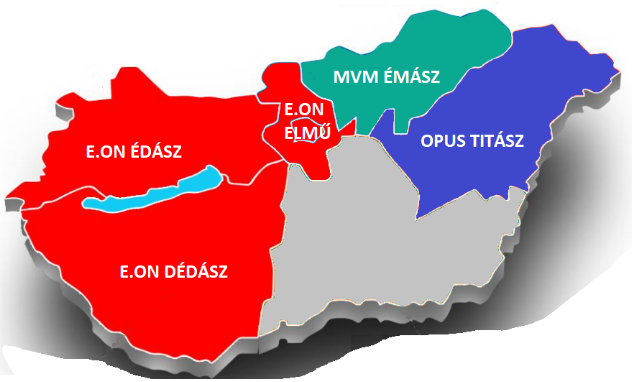 MVM ÉMÁSZ
E.ON
ELMŰ
OPUS TITÁSZ
E.ON ÉDÁSZ
E.ON DÉDÁSZ